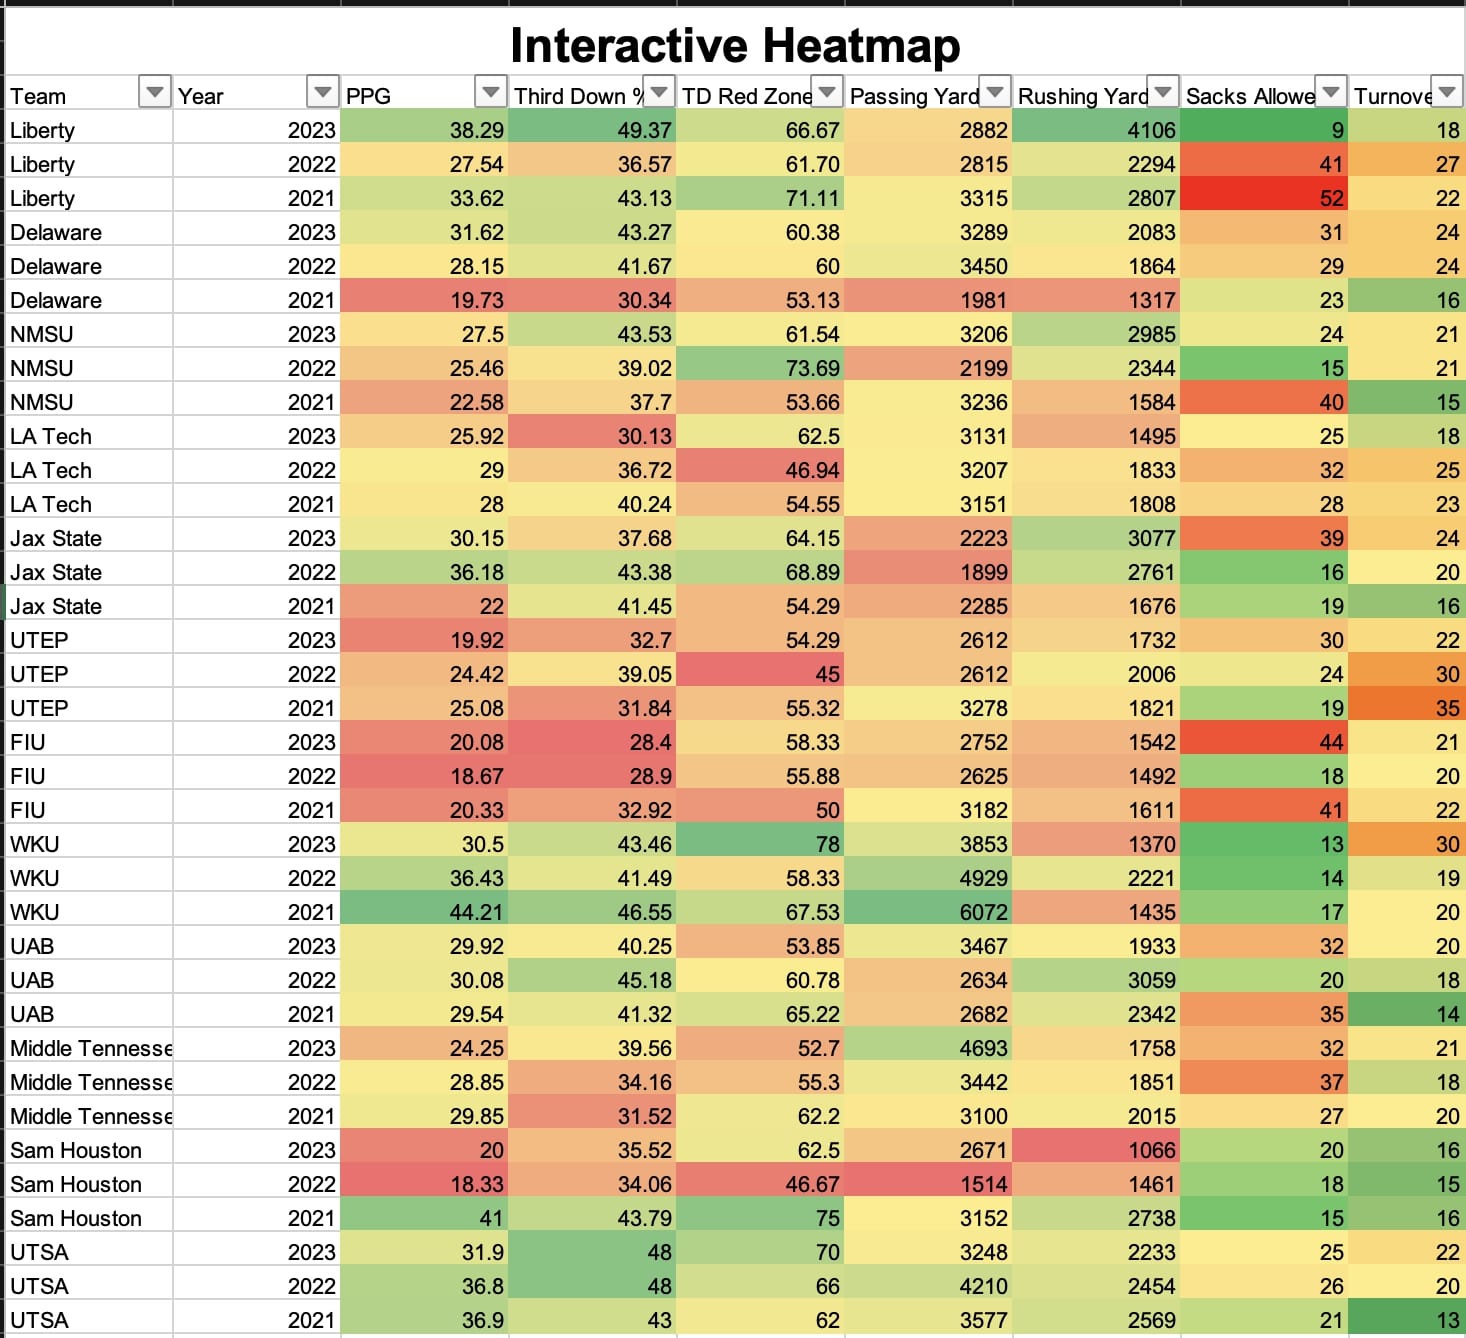 Interactive Heatmap
Team Year PPG Third Down % TD Red Zone Passing Yard Rushing Yard Sacks Allowe Turnove
Liberty 2023 38.29 49.37 66.67 2882 4106 9 18
Liberty 2022 27.54 36.57 61.70 2815 2294 41 27
Liberty 2021 33.62 43.13 71.11 3315 2807 52 22
Delaware 2023 31.62 43.27 60.38 3289 2083 31 24
Delaware 2022 28.15 41.67 60 3450 1864 29 24
Delaware 2021 19.73 30.34 53.13 1981 1317 23 16
NMSU 2023 27.5 43.53 61.54 3206 2985 24 21
NMSU 2022 25.46 39.02 73.69 2199 2344 15 21
NMSU 2021 22.58 37.7 53.66 3236 1584 40 15
LA Tech 2023 25.92 30.13 62.5 3131 1495 25 18
LA Tech 2022 29 36.72 46.94 3207 1833 32 25
LA Tech 2021 28 40.24 54.55 3151 1808 28 23
Jax State 2023 30.15 37.68 64.15 2223 3077 39 24
Jax State 2022 36.18 43.38 68.89 1899 2761 16 20
Jax State 2021 22 41.45 54.29 2285 1676 19 16
UTEP 2023 19.92 32.7 54.29 2612 1732 30 22
UTEP 2022 24.42 39.05 45 2612 2006 24 30
UTEP 2021 25.08 31.84 55.32 3278 1821 19 35
FIU 2023 20.08 28.4 58.33 2752 1542 44 21
FIU 2022 18.67 28.9 55.88 2625 1492 18 20
FIU 2021 20.33 32.92 50 3182 1611 41 22
WKU 2023 30.5 43.46 78 3853 1370 13 30
WKU 2022 36.43 41.49 58.33 4929 2221 14 19
WKU 2021 44.21 46.55 67.53 6072 1435 17 20
UAB 2023 29.92 40.25 53.85 3467 1933 32 20
UAB 2022 30.08 45.18 60.78 2634 3059 20 18
UAB 2021 29.54 41.32 65.22 2682 2342 35 14
Middle Tennesse 2023 24.25 39.56 52.7 4693 1758 32 21
Middle Tennesse 2022 28.85 34.16 55.3 3442 1851 37 18
Middle Tennesse 2021 29.85 31.52 62.2 3100 2015 27 20
Sam Houston 2023 20 35.52 62.5 2671 1066 20 16
Sam Houston 2022 18.33 34.06 46.67 1514 1461 18 15
Sam Houston 2021 41 43.79 75 3152 2738 15 16
UTSA 2023 31.9 48 70 3248 2233 25 22
UTSA 2022 36.8 48 66 4210 2454 26 20
UTSA 2021 36.9 43 62 3577 2569 21 13